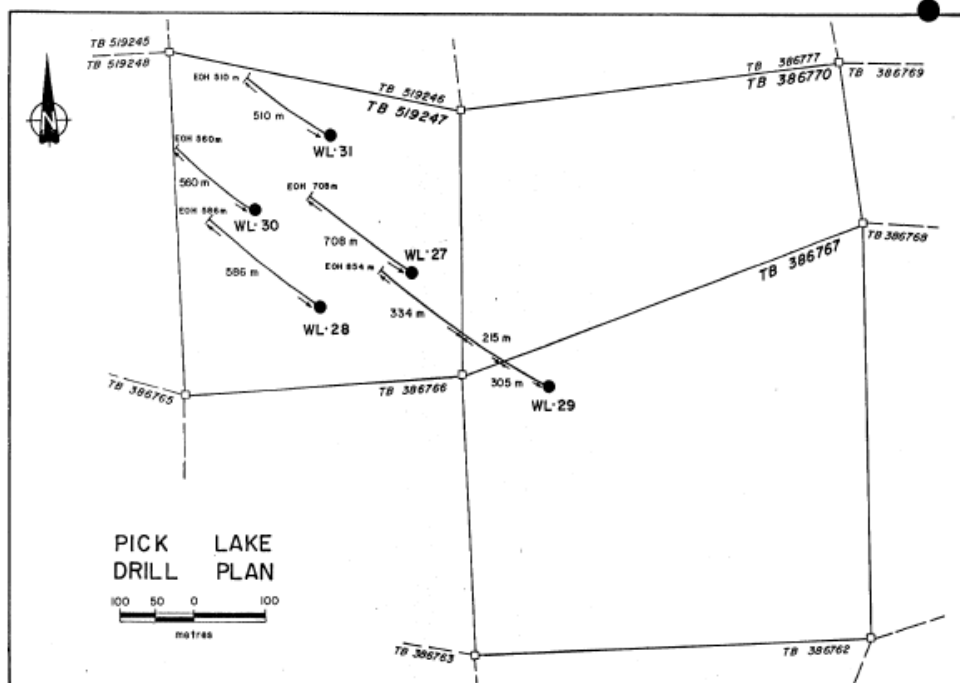 TB 519245
TB 519248
N
EOH 510 m
510 m
WL-31
TB 519246
TB 519247
TB 386777
TB 386770
TB 386769
EOH 560m
560 m
WL-30
EOH 586m
586 m
WL-28
EOH 708m
708 m
WL-27
EOH 854 m
334 m
215 m
305 m
WL-29
TB 386767
TB 386768
TB 386765
TB 386766
PICK LAKE
DRILL PLAN
100 50 0 100
metres
TB 386763
TB 386762